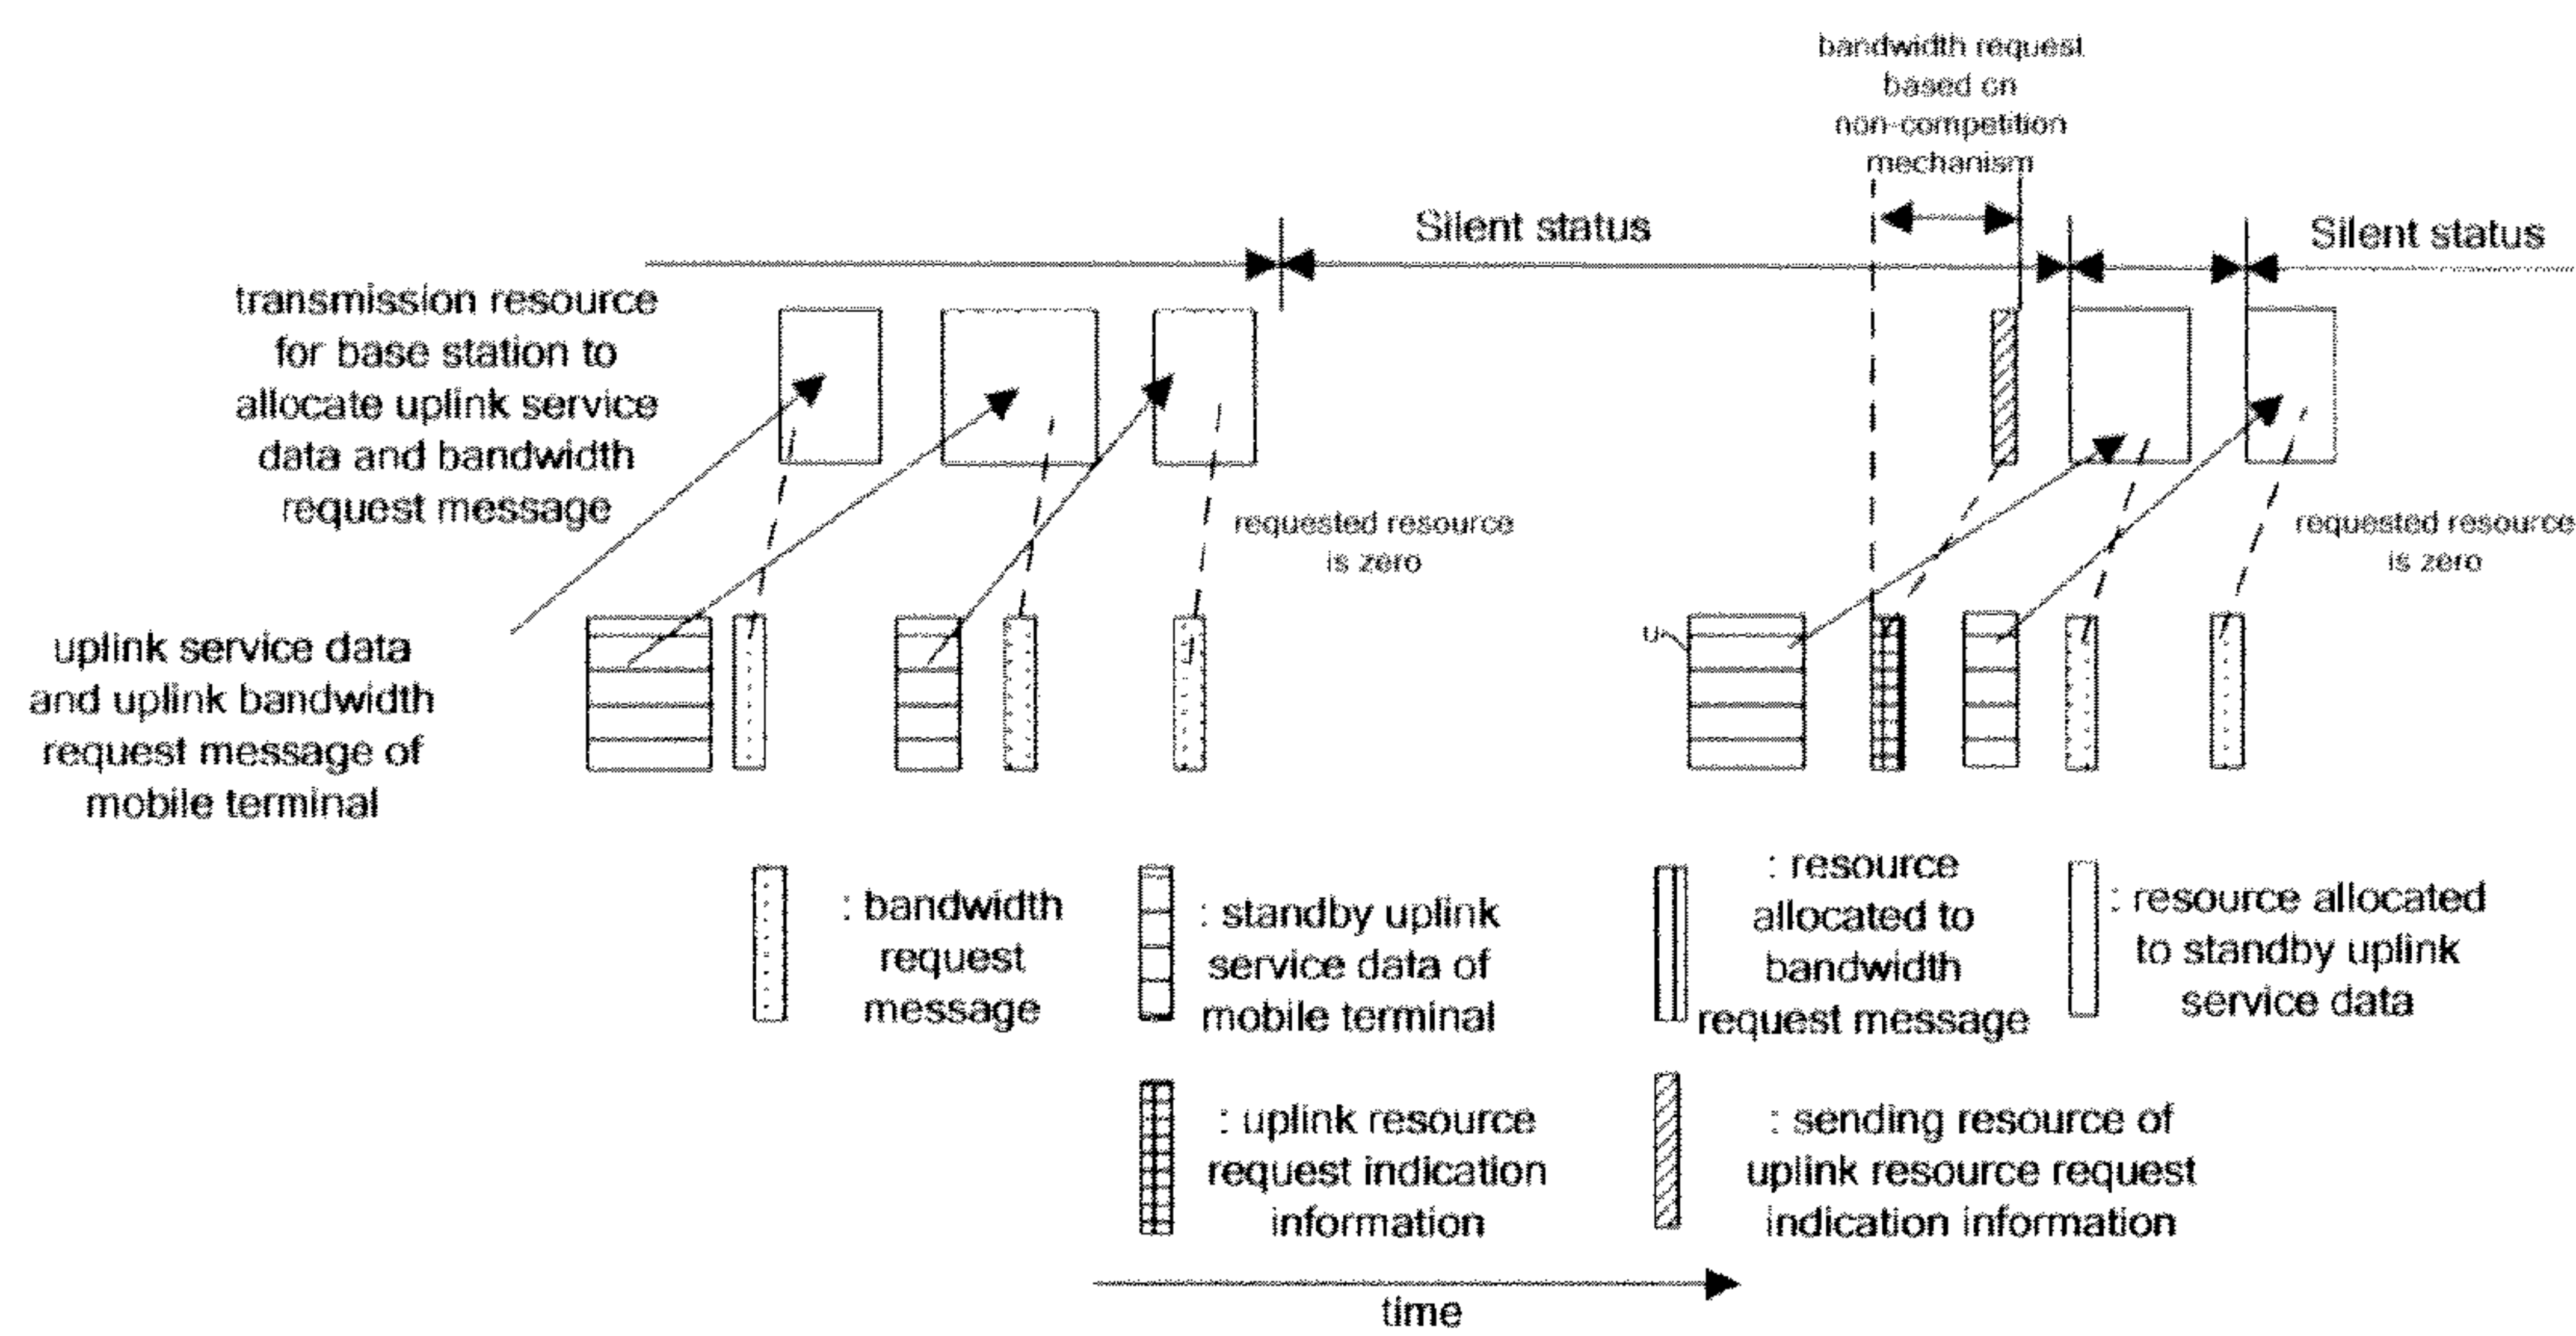 bandwidth request
based on
non-competition
mechanism
Silent status
Silent status
transmission resource
for base station to
allocate uplink service
data and bandwidth
request message
requested resource
is zero
requested resource
is zero
u
uplink service data
and uplink bandwidth
request message of
mobile terminal
: bandwidth
request
message
: standby uplink
service data of
mobile terminal
: resource
allocated to
bandwidth
request message
: resource allocated
to standby uplink
service data
: uplink resource
request indication
information
: sending resource of
uplink resource request
indication information
time